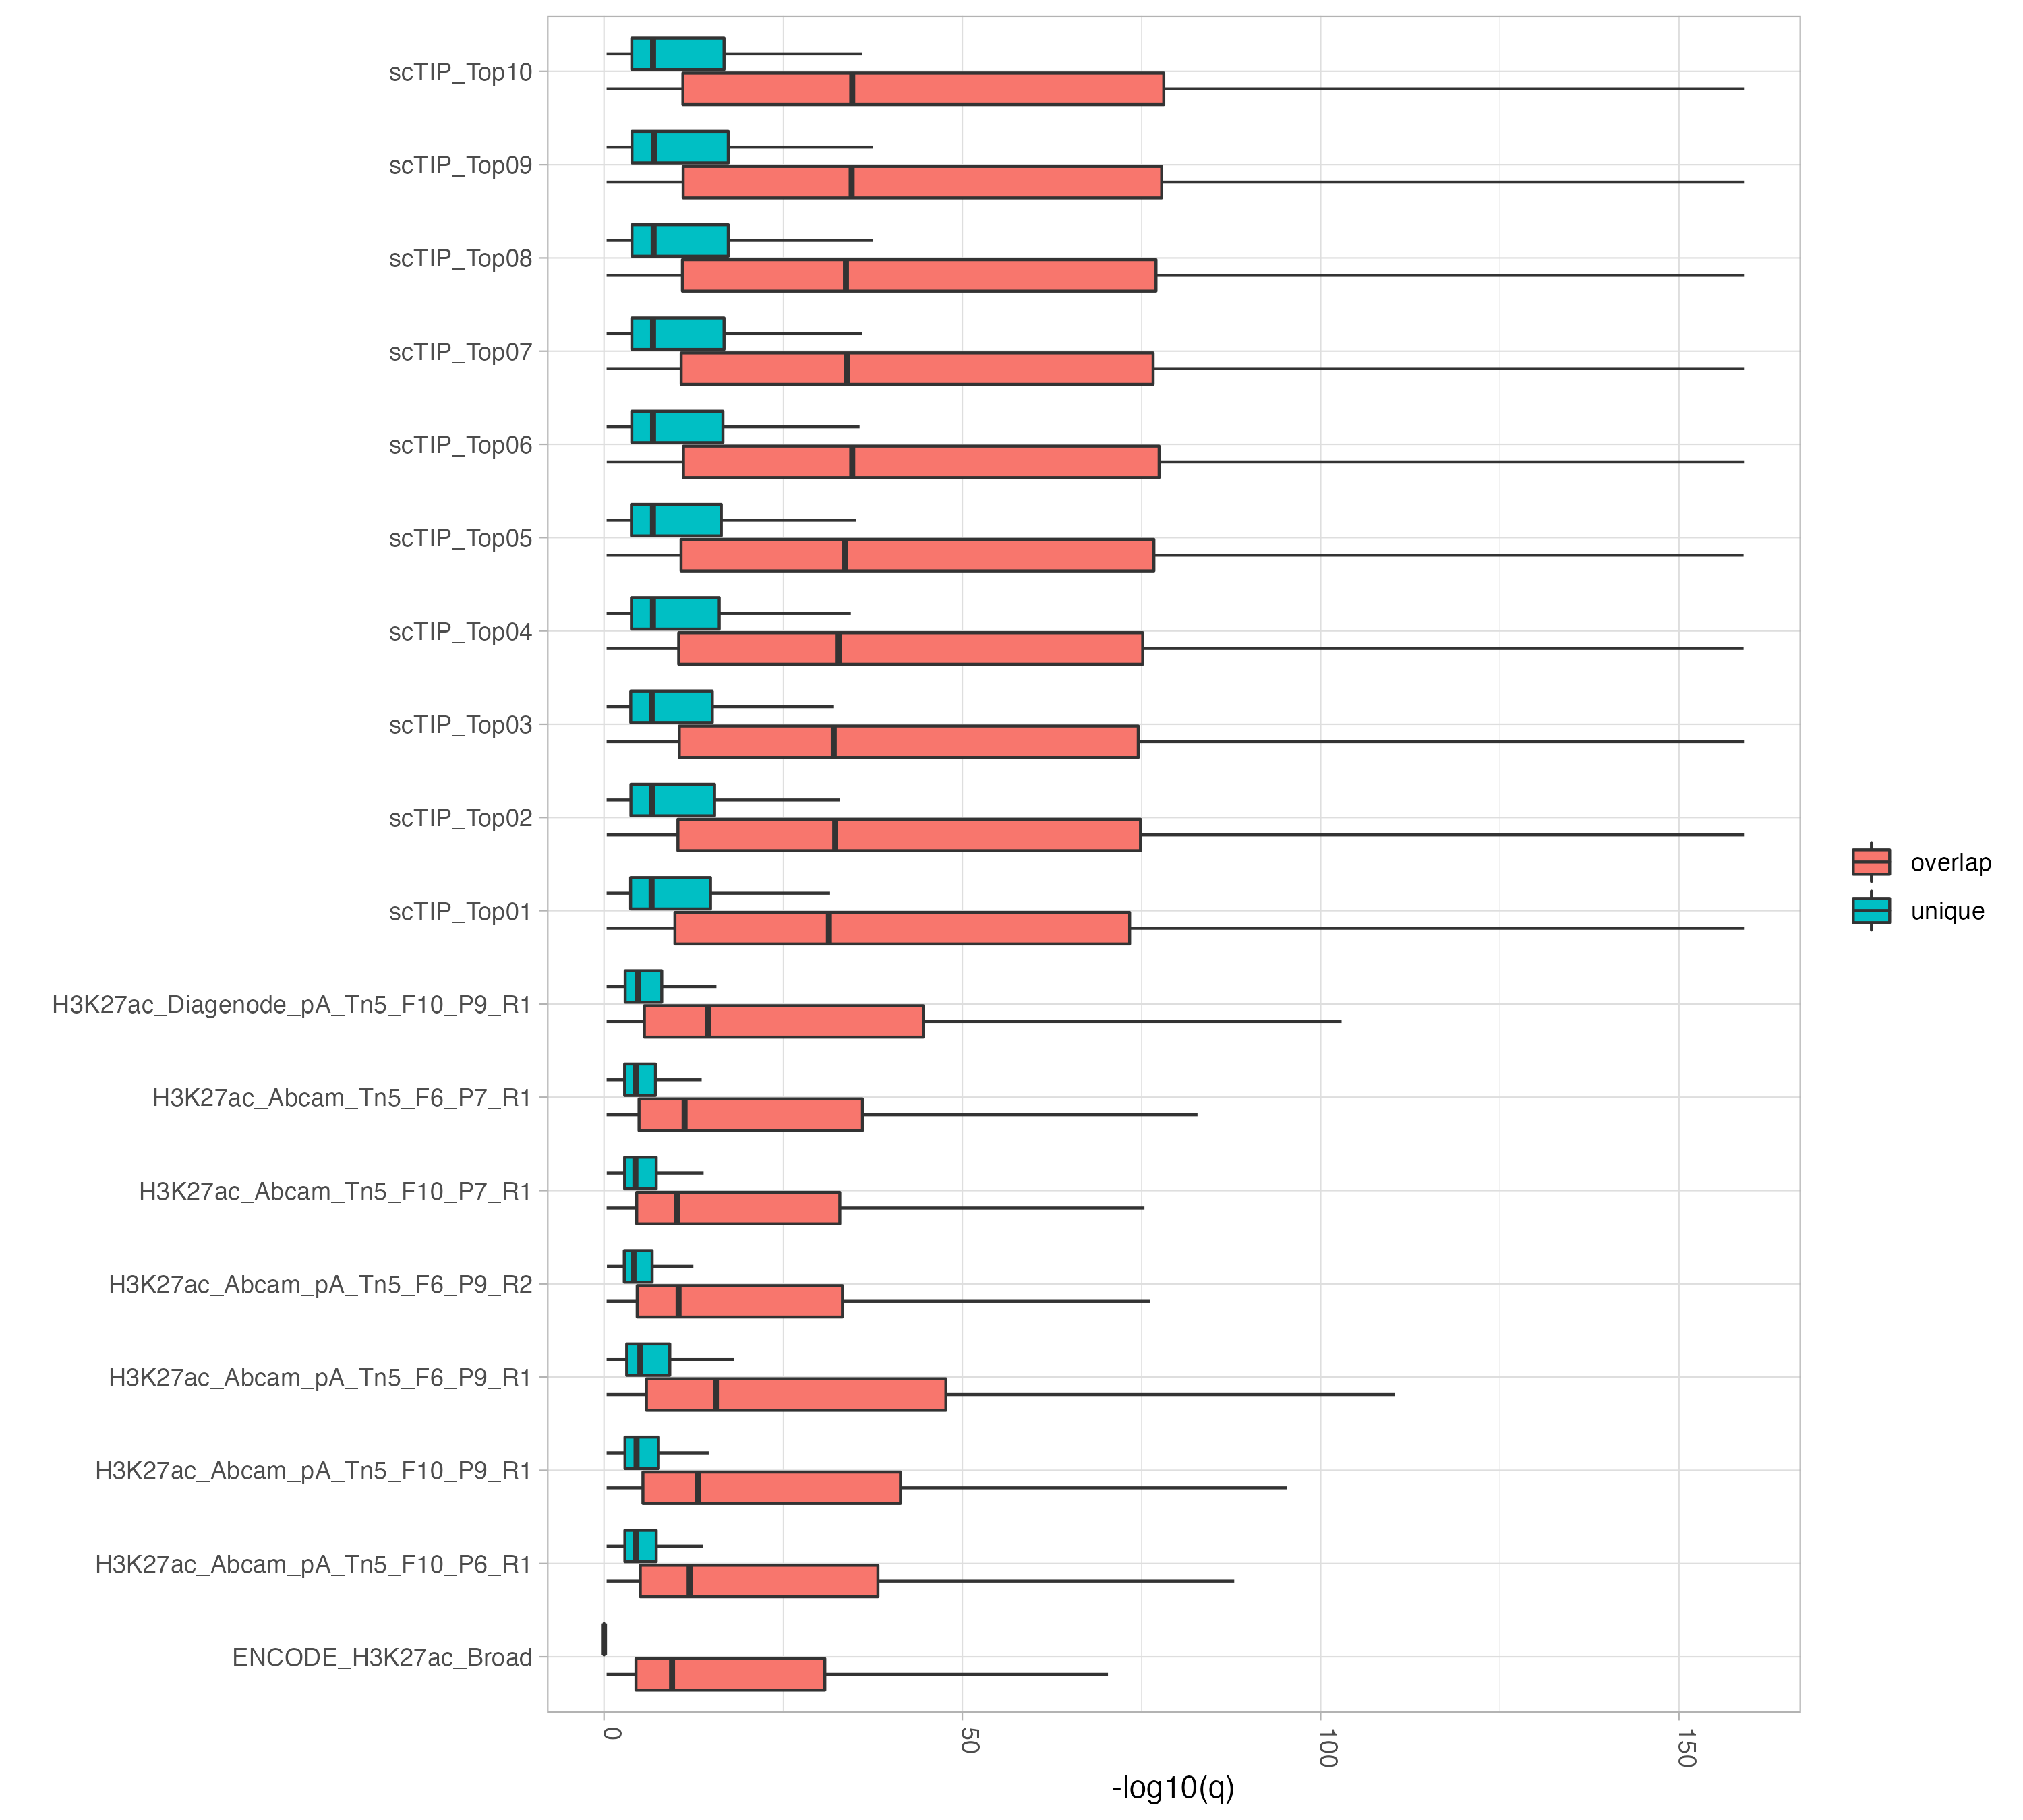 scTIP_Top10
scTIP_Top09
scTIP_Top08
scTIP_Top07
scTIP_Top06
scTIP_Top05
scTIP_Top04
scTIP_Top03
scTIP_Top02
scTIP_Top01
H3K27ac_Diagenode_pA_Tn5_F10_P9_R1
H3K27ac_Abcam_Tn5_F6_P7_R1
H3K27ac_Abcam_Tn5_F10_P7_R1
H3K27ac_Abcam_pA_Tn5_F6_P9_R2
H3K27ac_Abcam_pA_Tn5_F6_P9_R1
H3K27ac_Abcam_pA_Tn5_F10_P9_R1
H3K27ac_Abcam_pA_Tn5_F10_P6_R1
ENCODE_H3K27ac_Broad
0
50
100
150
-log10(q)
overlap
unique